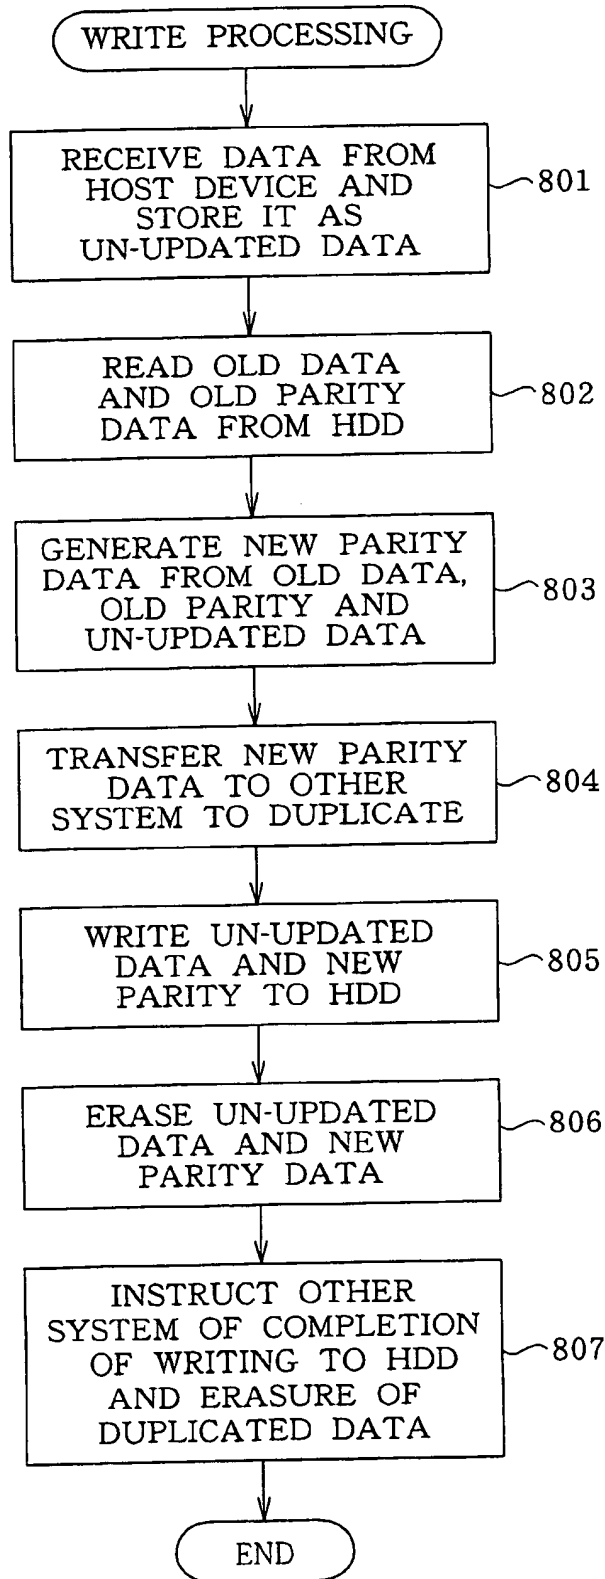 WRITE PROCESSING
RECEIVE DATA FROM
HOST DEVICE AND
STORE IT AS
UN-UPDATED DATA
801
READ OLD DATA
AND OLD PARITY
DATA FROM HDD
802
GENERATE NEW PARITY
DATA FROM OLD DATA,
OLD PARITY AND
UN-UPDATED DATA
803
TRANSFER NEW PARITY
DATA TO OTHER
SYSTEM TO DUPLICATE
804
WRITE UN-UPDATED
DATA AND NEW
PARITY TO HDD
805
ERASE UN-UPDATED
DATA AND NEW
PARITY DATA
806
INSTRUCT OTHER
SYSTEM OF COMPLETION
OF WRITING TO HDD
AND ERASURE OF
DUPLICATED DATA
807
END